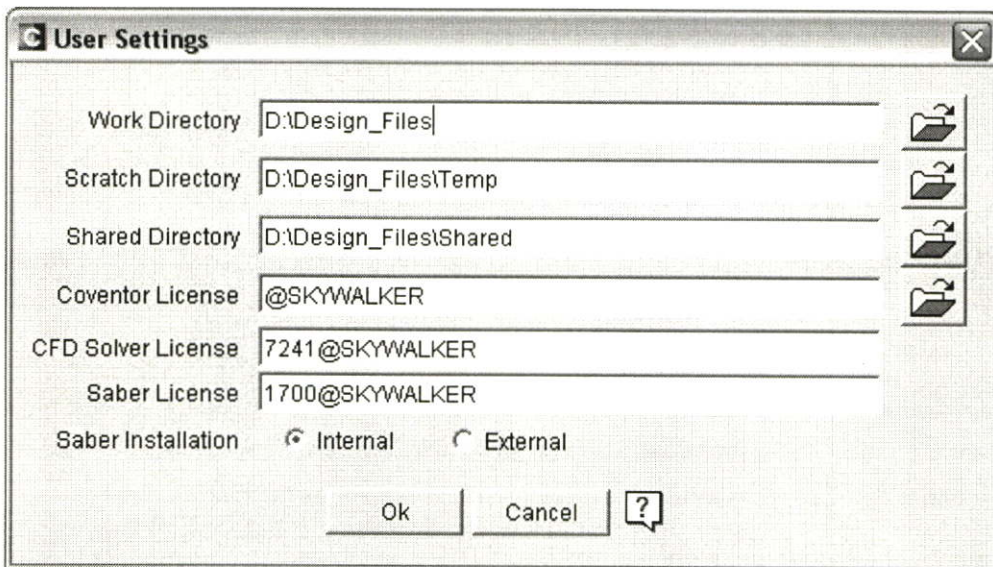 C User Settings
Work Directory D:\Design_Files
Scratch Directory D:\Design_Files\Temp
Shared Directory D:\Design_Files\Shared
Coventor License @SKYWALKER
CFD Solver License 7241@SKYWALKER
Saber License 1700@SKYWALKER
Saber Installation Internal External
Ok Cancel ?